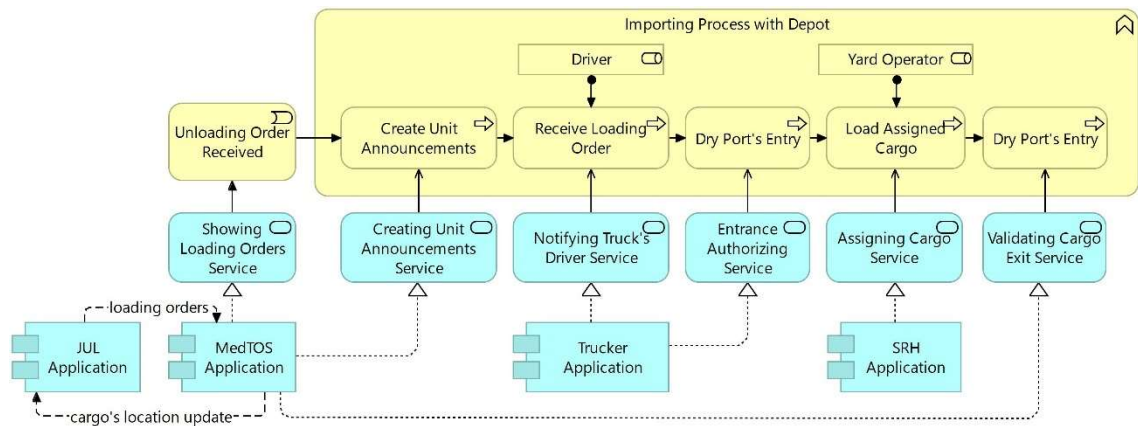 Importing Process with Depot
Driver
Yard Operator
Unloading Order
Received
Create Unit
Announcements
Receive Loading
Order
Dry Port's Entry
Load Assigned
Cargo
Dry Port's Entry
Showing
Loading Orders
Service
Creating Unit
Announcements
Service
Notifying Truck's
Driver Service
Entrance
Authorizing
Service
Assigning Cargo
Service
Validating Cargo
Exit Service
loading orders
JUL
Application
MedTOS
Application
Trucker
Application
SRH
Application
cargo's location update